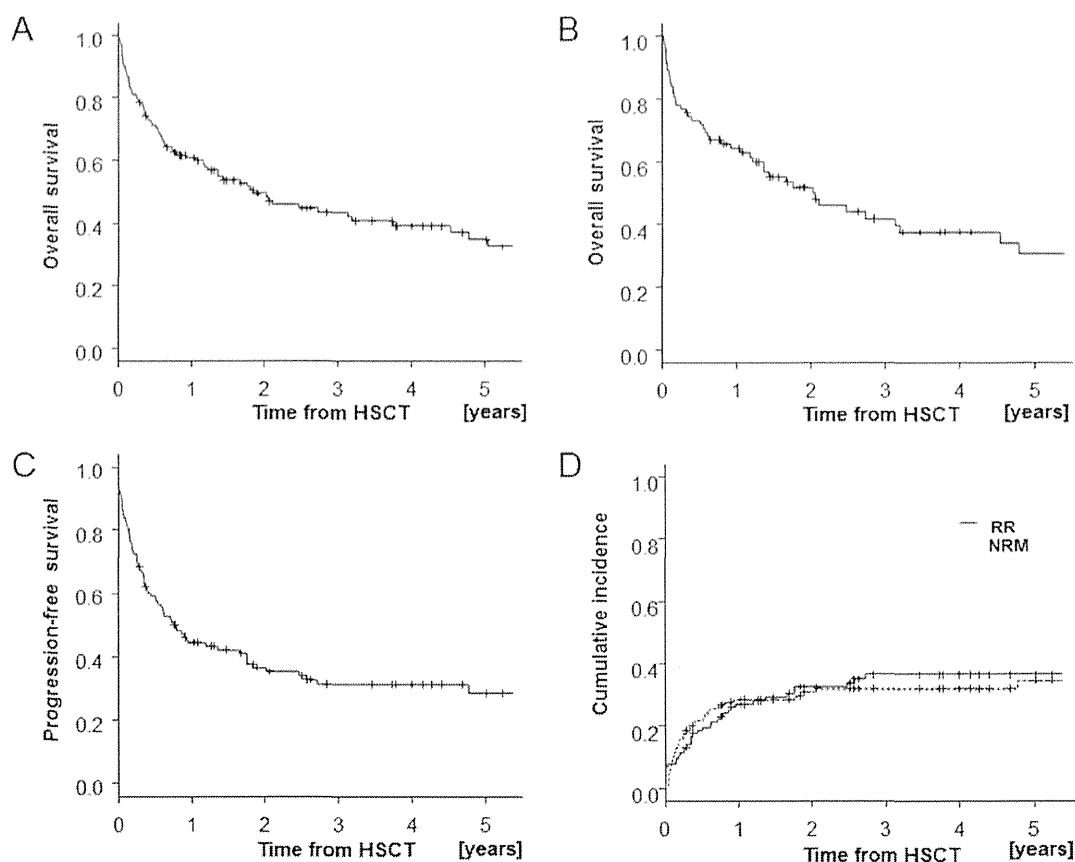 A
Overall survival
1.0
0.8
0.6
0.4
0.2
0.0
0 1 2 3 4 5
Time from HSCT [years]
B
Overall survival
1.0
0.8
0.6
0.4
0.2
0.0
0 1 2 3 4 5
Time from HSCT [years]
C
Progression-free survival
1.0
0.8
0.6
0.4
0.2
0.0
0 1 2 3 4 5
Time from HSCT [years]
D
Cumulative incidence
1.0
0.8
0.6
0.4
0.2
0.0
RR
NRM
0 1 2 3 4 5
Time from HSCT [years]